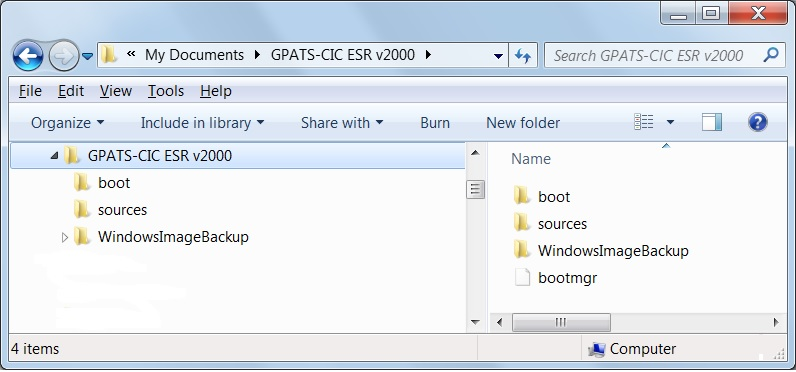 « My Documents GPATS-CIC ESR v2000 Search GPATS-CIC ESR v2000
File Edit View Tools Help
Organize Include in library Share with Burn New folder
GPATS-CIC ESR v2000
boot
sources
WindowsImageBackup
Name
boot
sources
WindowsImageBackup
bootmgr
4 items Computer